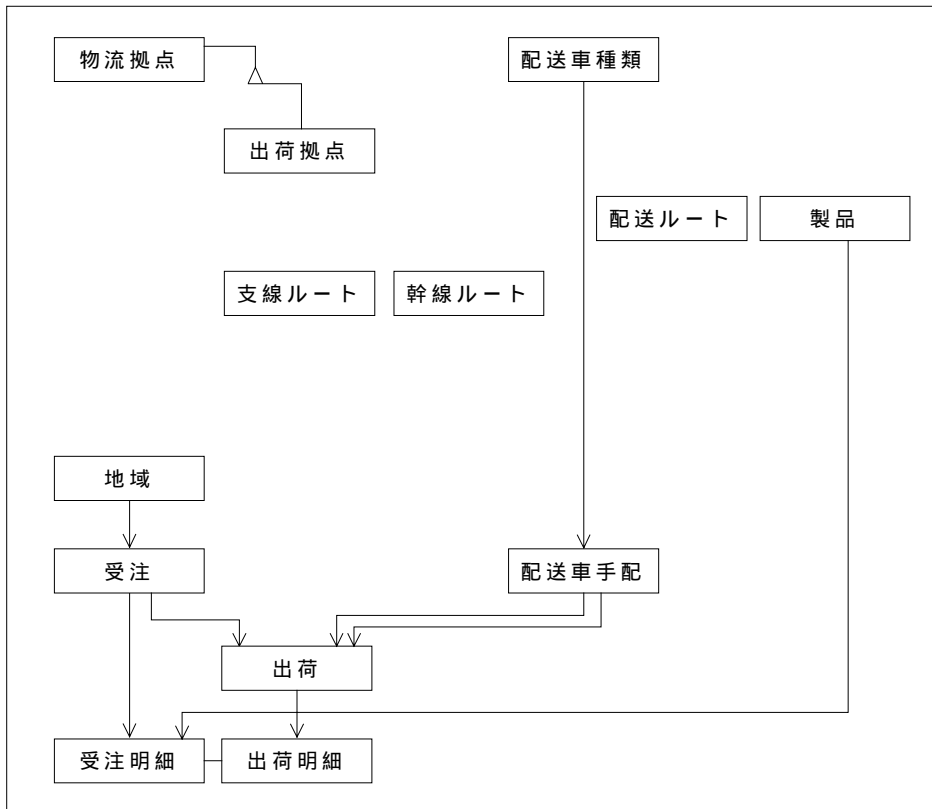 物流拠点
配送車種類
出荷拠点
配送ルート
製品
支線ルート
幹線ルート
地域
受注
配送車手配
出荷
受注明細
出荷明細